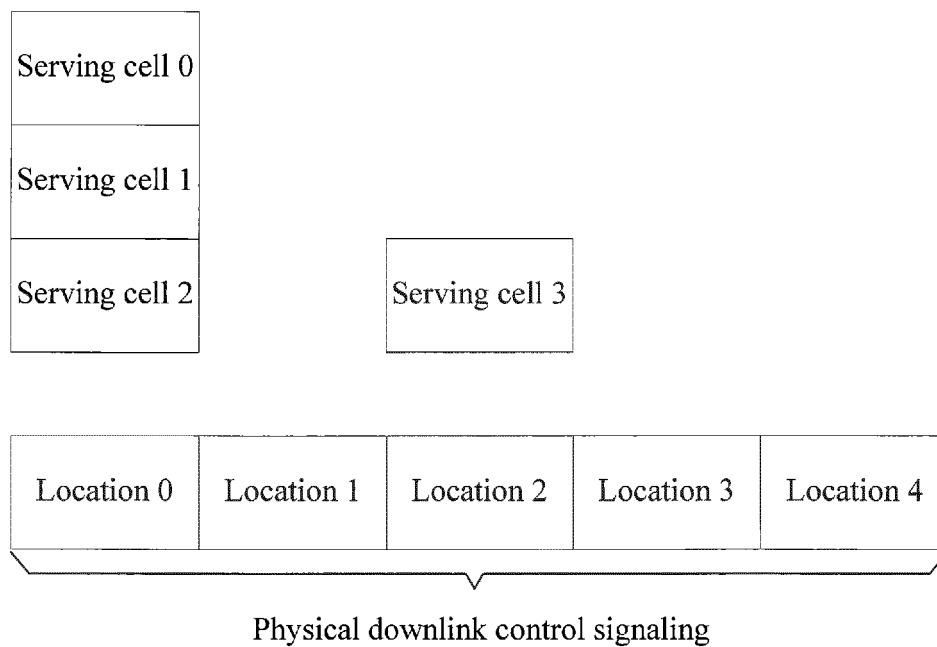 Serving cell 0
Serving cell 1
Serving cell 2
Serving cell 3
Location 0
Location 1
Location 2
Location 3
Location 4
Physical downlink control signaling